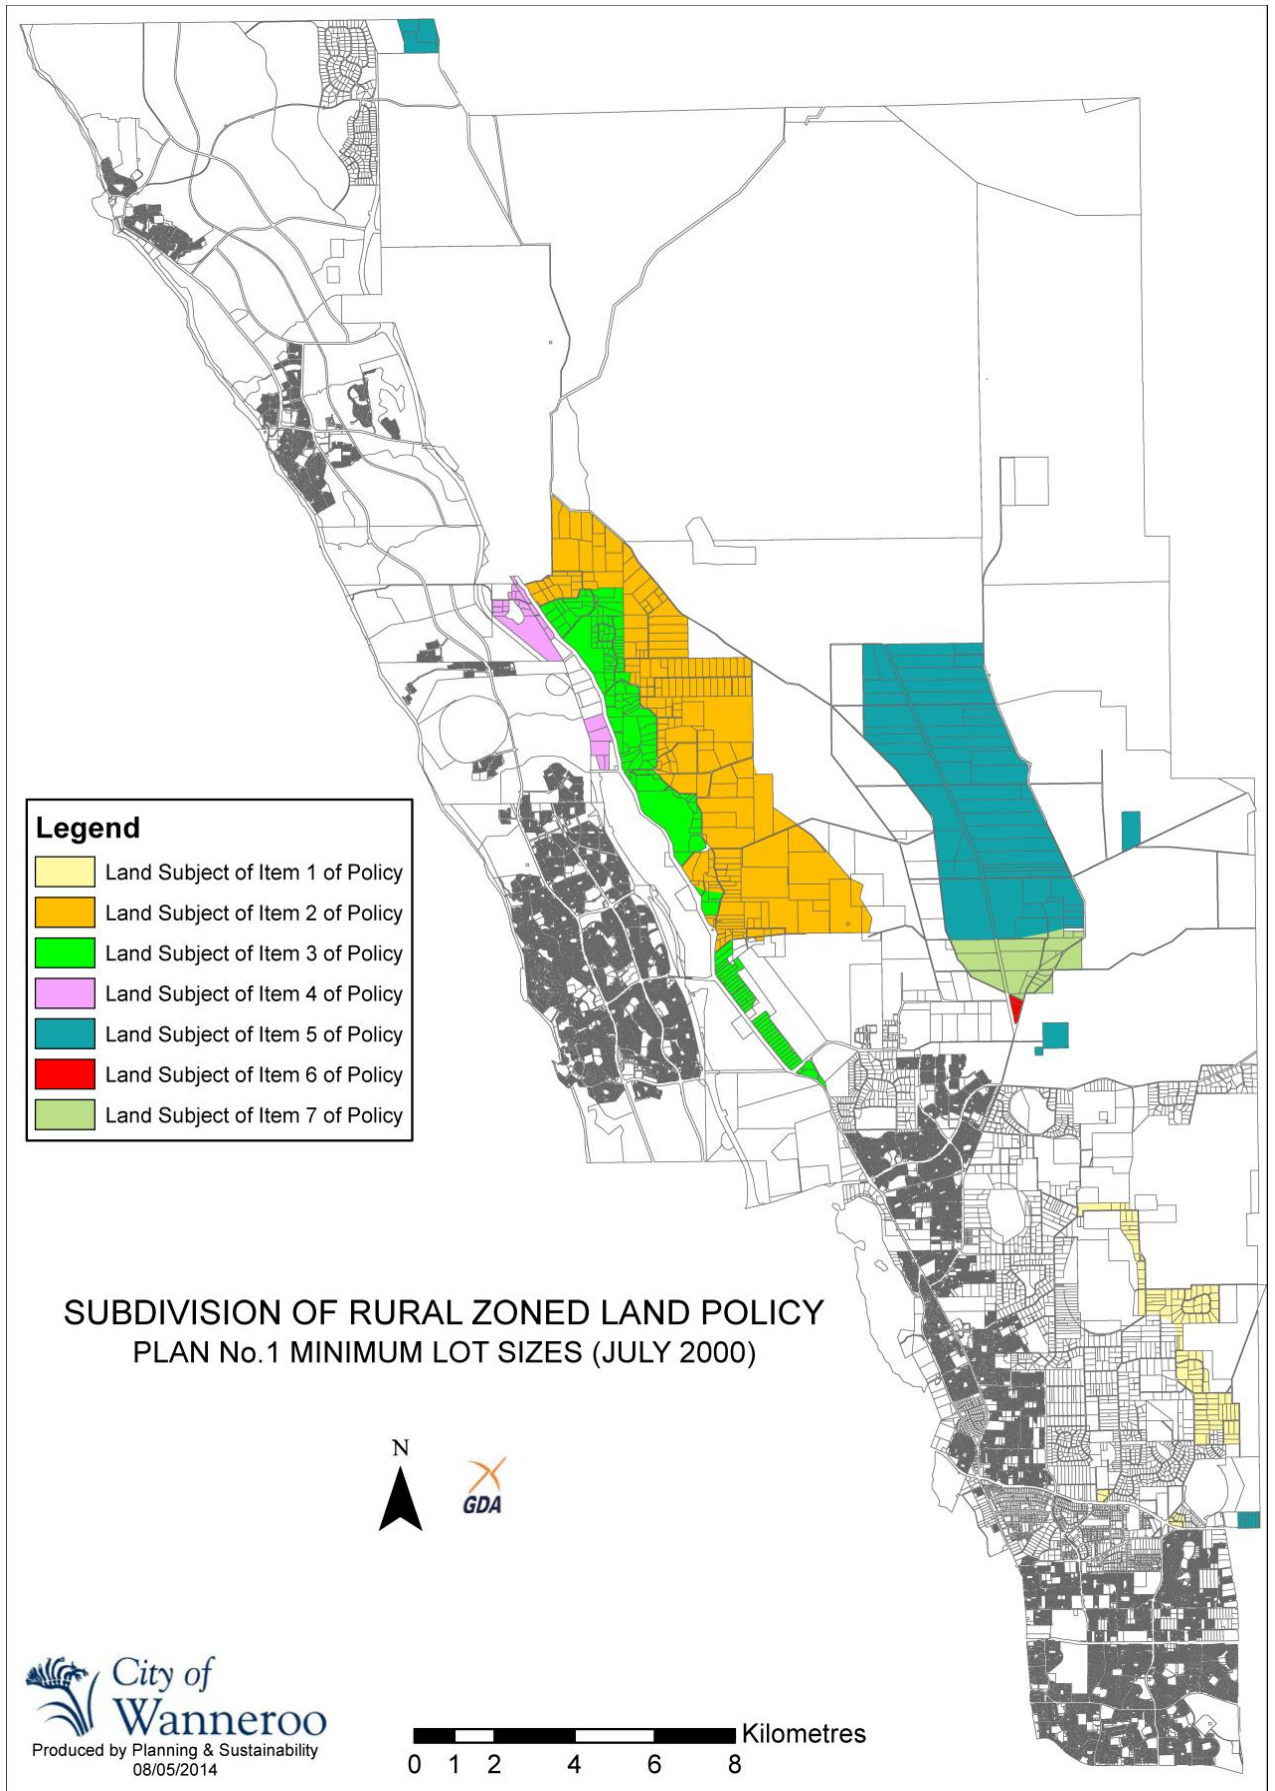 Legend
Land Subject of Item 1 of Policy
Land Subject of Item 2 of Policy
Land Subject of Item 3 of Policy
Land Subject of Item 4 of Policy
Land Subject of Item 5 of Policy
Land Subject of Item 6 of Policy
Land Subject of Item 7 of Policy
SUBDIVISION OF RURAL ZONED LAND POLICY
PLAN No.1 MINIMUM LOT SIZES (JULY 2000)
N
GDA
City of
Wanneroo
Produced by Planning & Sustainability
08/05/2014
Kilometres
0 1 2 4 6 8